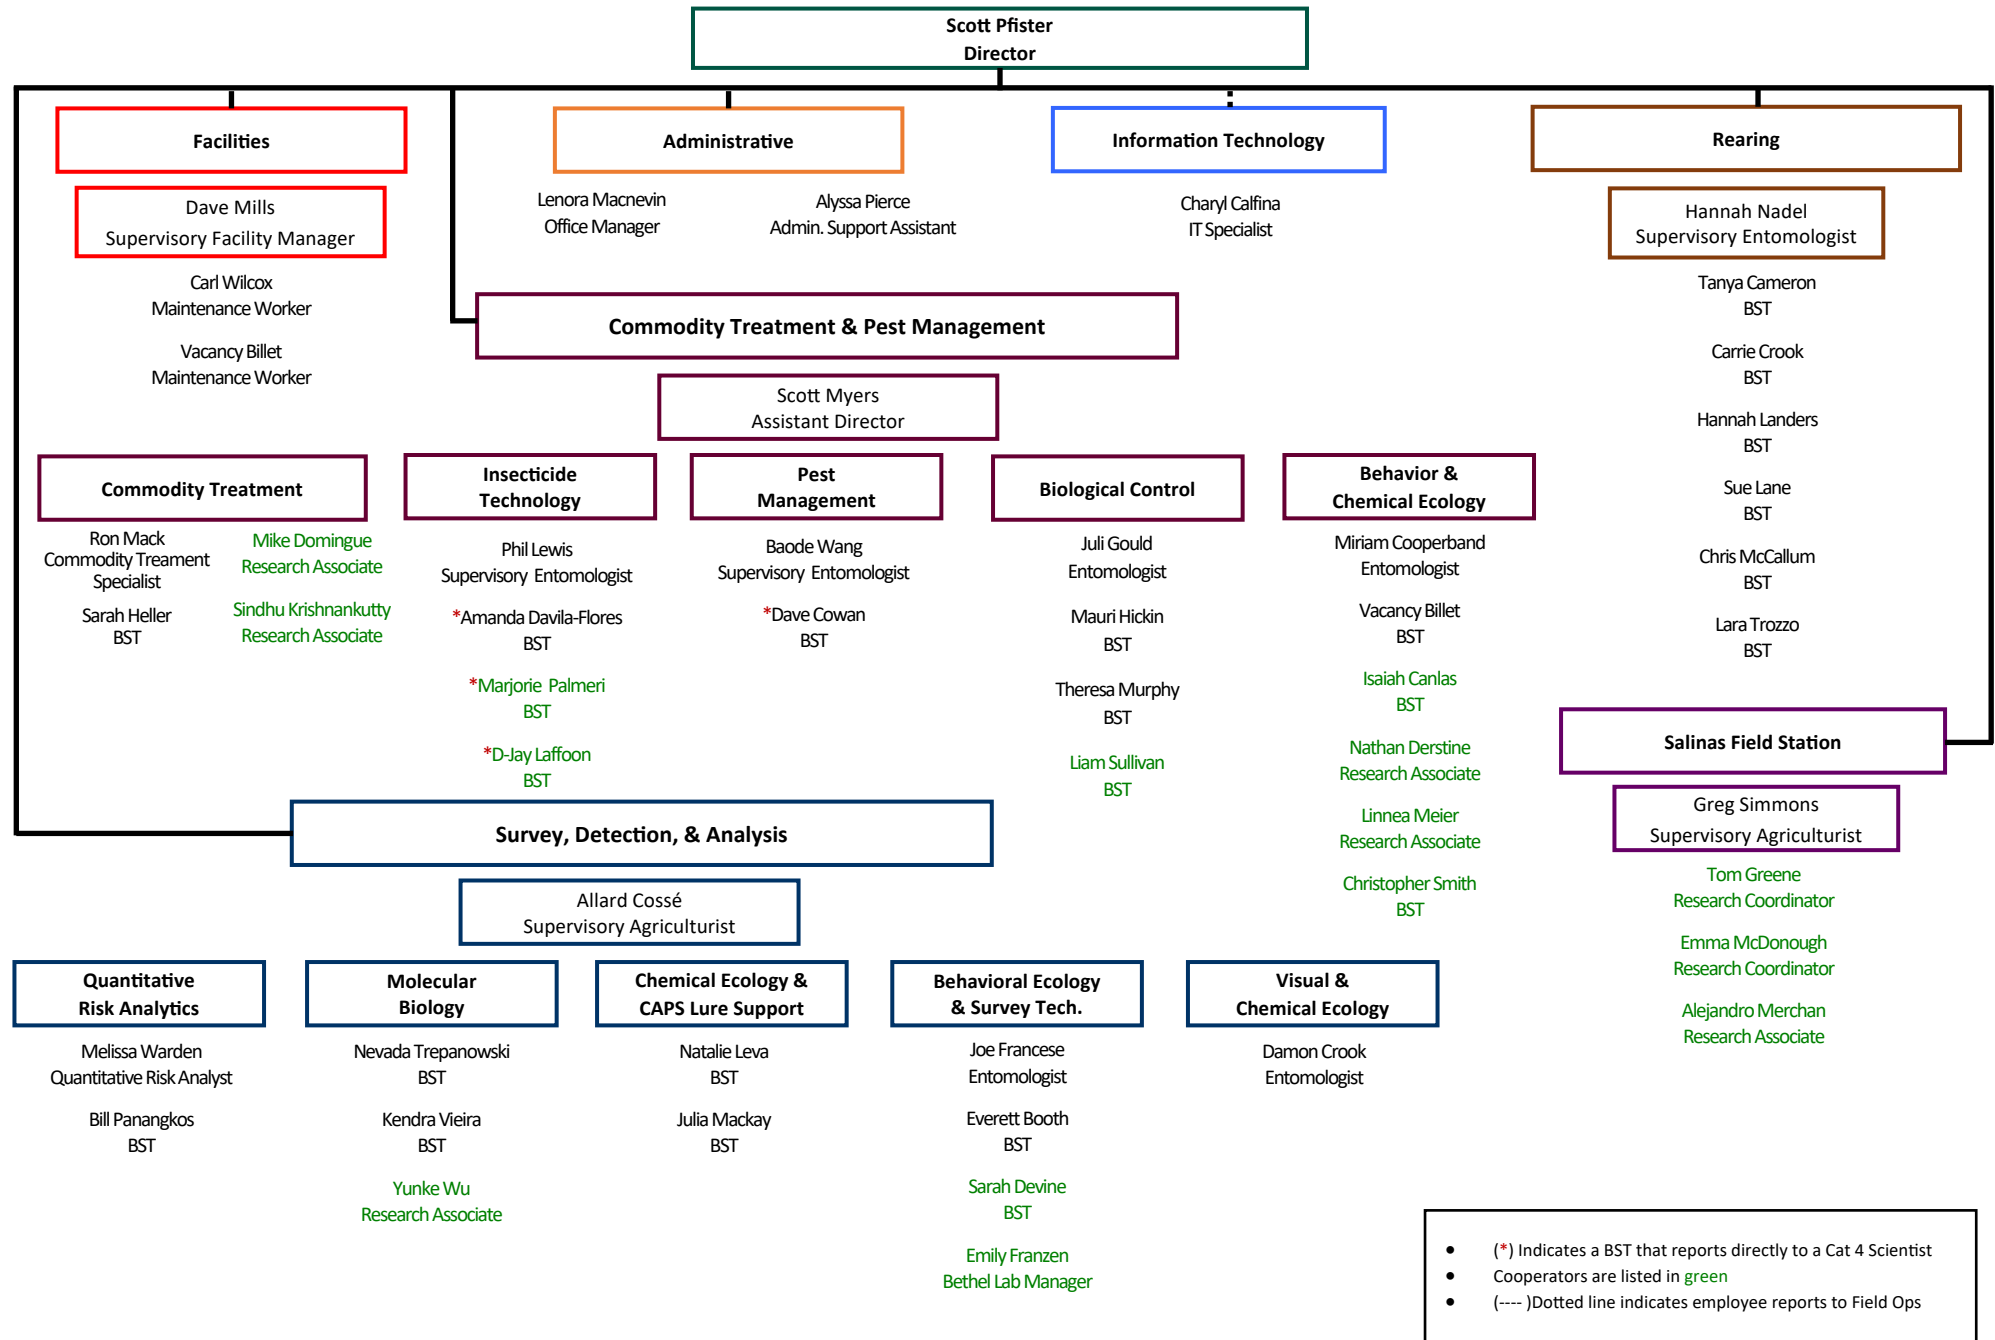 Scott Pfister
Director
Facilities
Administrative
Information Technology
Rearing
Dave Mills
Supervisory Facility Manager
Carl Wilcox
Maintenance Worker
Vacancy Billet
Maintenance Worker
Lenora Macnevin
Office Manager
Alyssa Pierce
Admin. Support Assistant
Charyl Calfina
IT Specialist
Hannah Nadel
Supervisory Entomologist
Tanya Cameron
BST
Carrie Crook
BST
Hannah Landers
BST
Sue Lane
BST
Chris McCallum
BST
Lara Trozzo
BST
Commodity Treatment & Pest Management
Scott Myers
Assistant Director
Commodity Treatment
Ron Mack
Commodity Treament
Specialist
Sarah Heller
BST
Mike Domingue
Research Associate
Sindhu Krishnankutty
Research Associate
Insecticide
Technology
Phil Lewis
Supervisory Entomologist
*Amanda Davila-Flores
BST
*Marjorie Palmeri
BST
*D-Jay Laffoon
BST
Pest
Management
Baode Wang
Supervisory Entomologist
*Dave Cowan
BST
Biological Control
Juli Gould
Entomologist
Mauri Hickin
BST
Theresa Murphy
BST
Liam Sullivan
BST
Behavior &
Chemical Ecology
Miriam Cooperband
Entomologist
Vacancy Billet
BST
Isaiah Canlas
BST
Nathan Derstine
Research Associate
Linnea Meier
Research Associate
Christopher Smith
BST
Salinas Field Station
Greg Simmons
Supervisory Agriculturist
Tom Greene
Research Coordinator
Emma McDonough
Research Coordinator
Alejandro Merchan
Research Associate
Survey, Detection, & Analysis
Allard Cossé
Supervisory Agriculturist
Quantitative
Risk Analytics
Melissa Warden
Quantitative Risk Analyst
Bill Panangkos
BST
Molecular
Biology
Nevada Trepanowski
BST
Kendra Vieira
BST
Yunke Wu
Research Associate
Chemical Ecology &
CAPS Lure Support
Natalie Leva
BST
Julia Mackay
BST
Behavioral Ecology
& Survey Tech.
Joe Francese
Entomologist
Everett Booth
BST
Sarah Devine
BST
Emily Franzen
Bethel Lab Manager
Visual &
Chemical Ecology
Damon Crook
Entomologist
• (*) Indicates a BST that reports directly to a Cat 4 Scientist
• Cooperators are listed in green
• (---- )Dotted line indicates employee reports to Field Ops